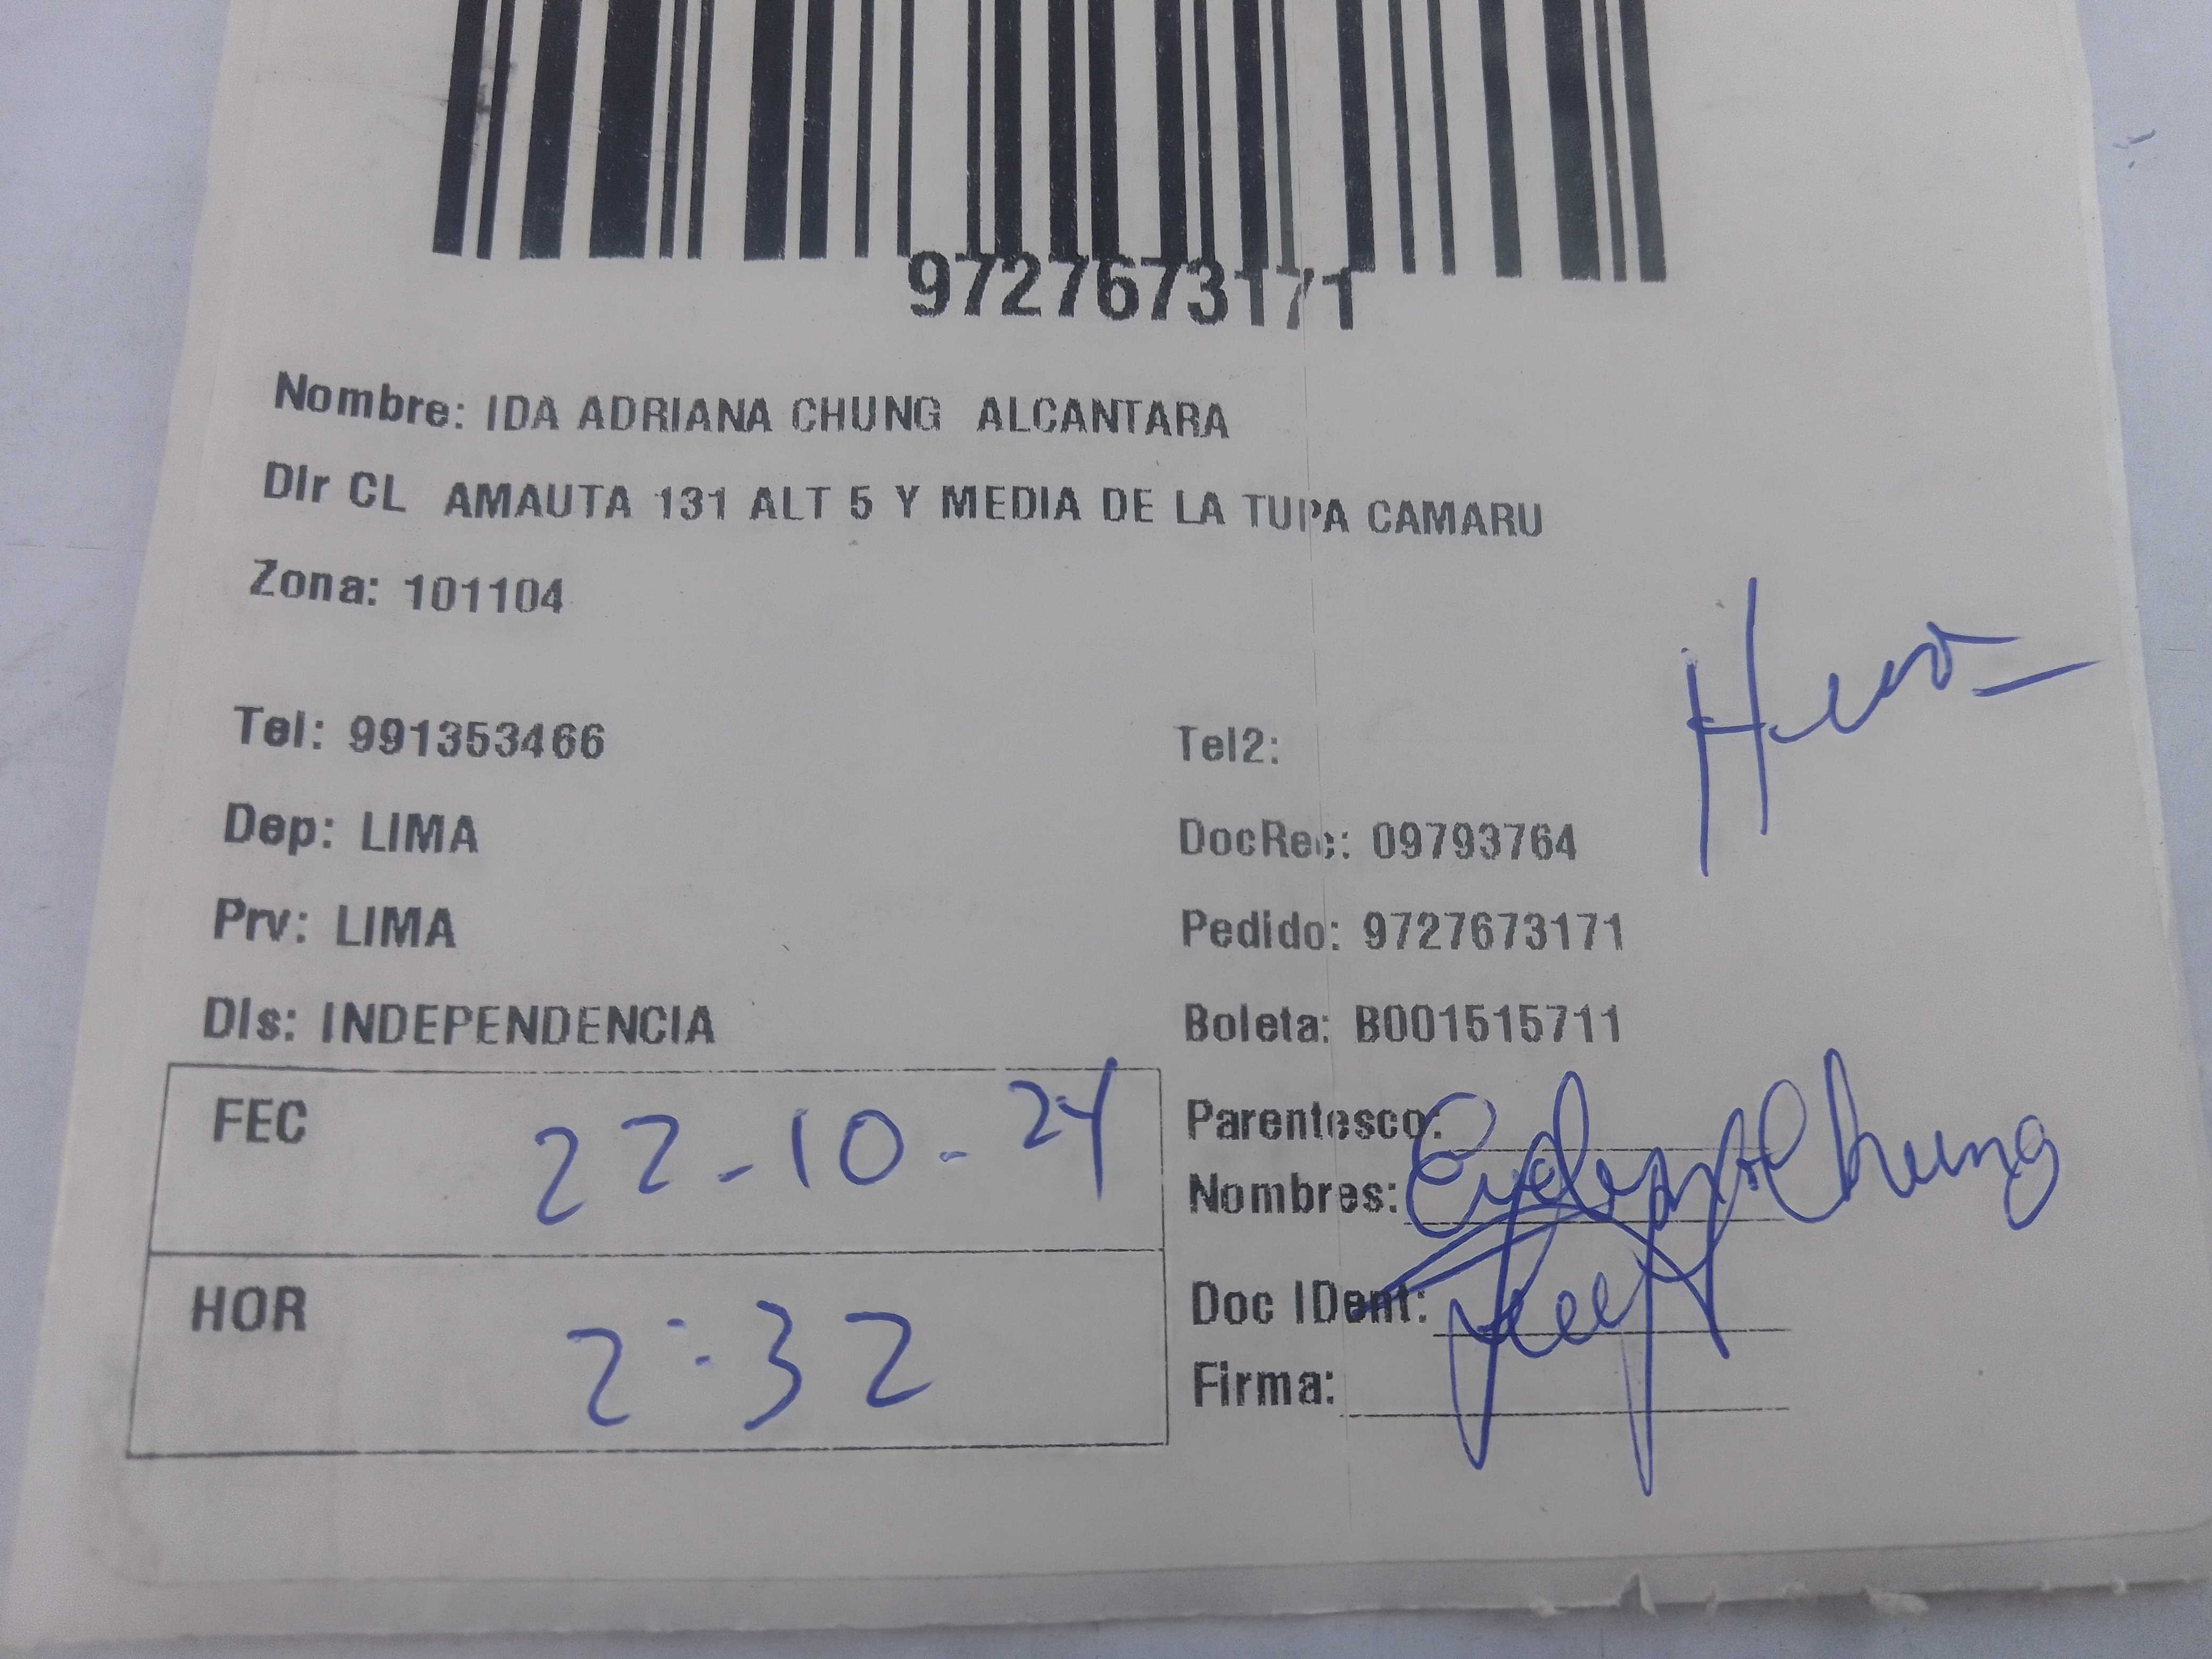 9727673171
Nombre: IDA ADRIANA CHUNG ALCANTARA
Dir CL AMAUTA 131 ALT 5 Y MEDIA DE LA TUPA CAMARU
Zona: 101104
Tel: 991353466
Tel2:
Dep: LIMA
DocRec: 09793764
Prv: LIMA
Pedido: 9727673171
Dis: INDEPENDENCIA
Boleta: B001515711
FEC 22-10-24
Parentesco:
Nombres: Chung
HOR 2:32
Doc IDent:
Firma: